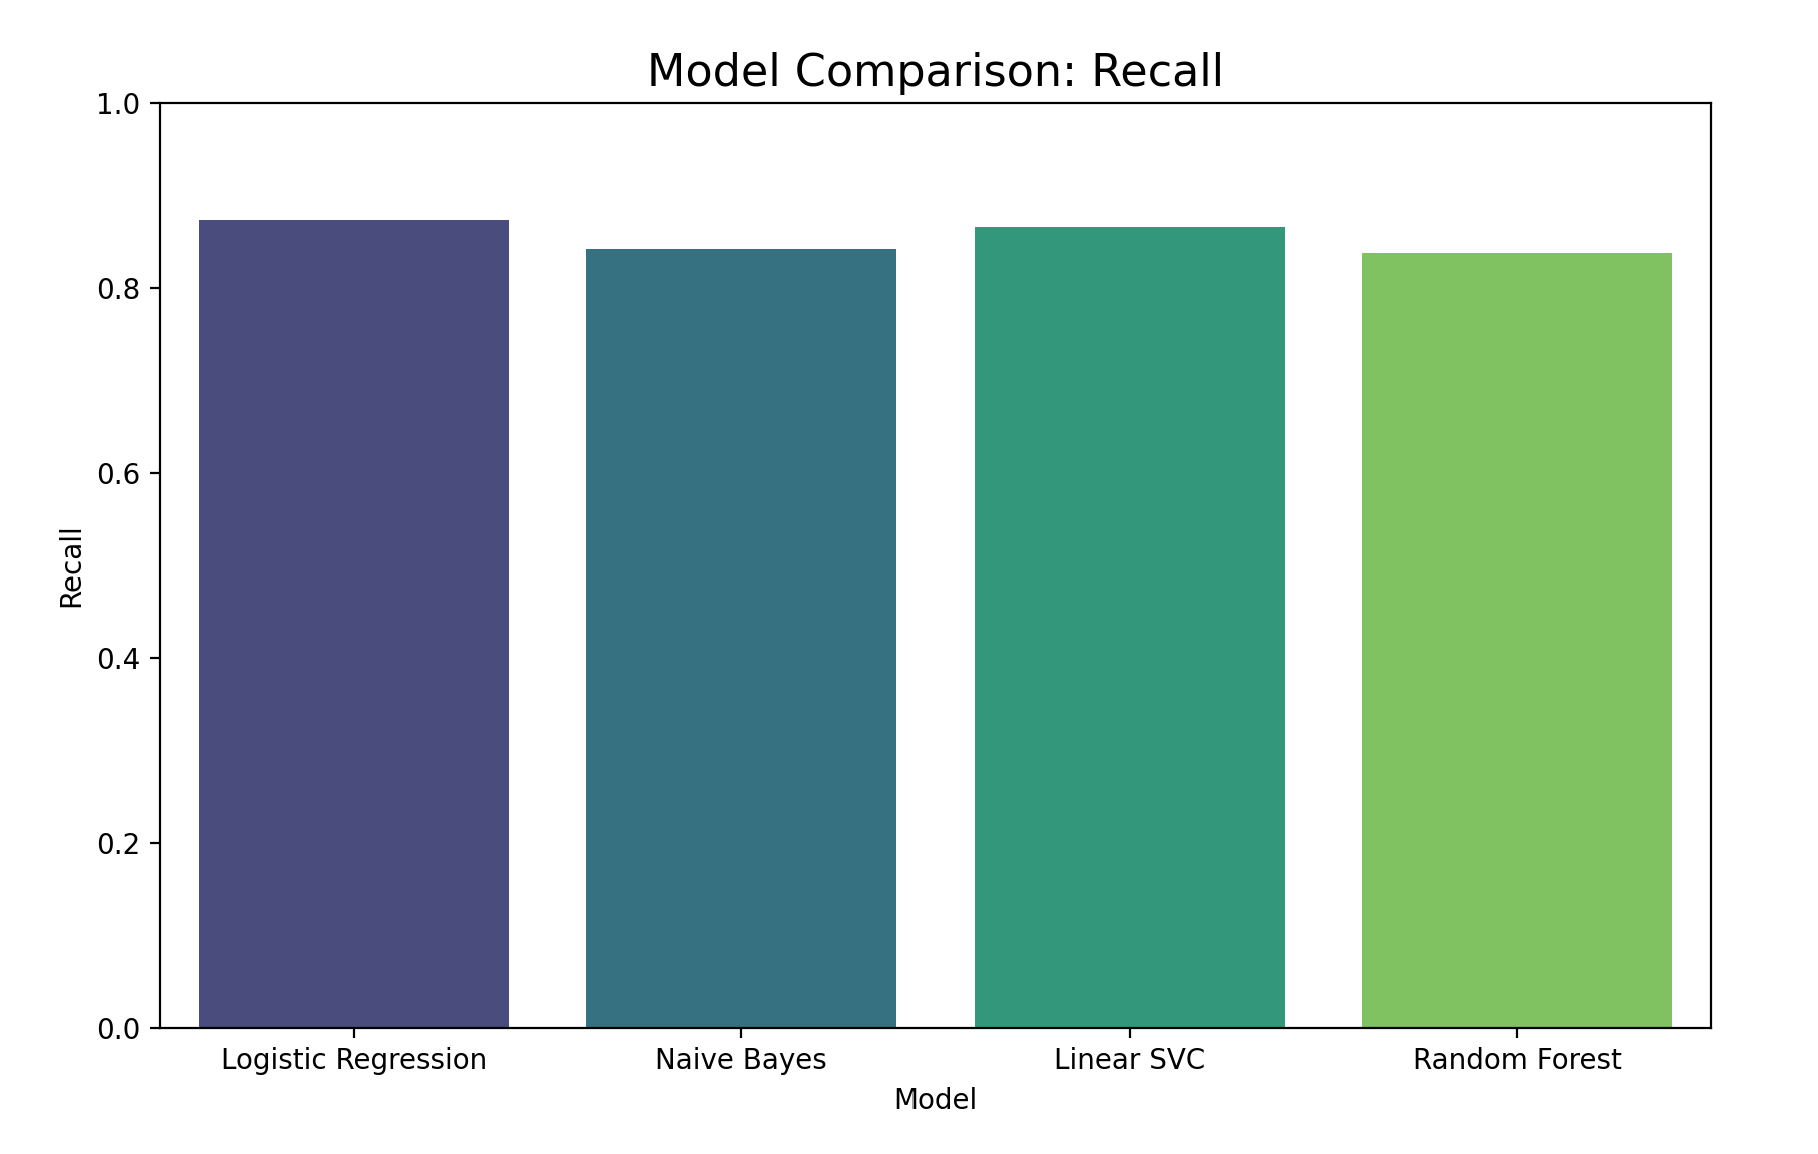 Model Comparison: Recall
1.0
0.8
0.6
0.4
0.2
0.0
Recall
Logistic Regression
Naive Bayes
Linear SVC
Random Forest
Model